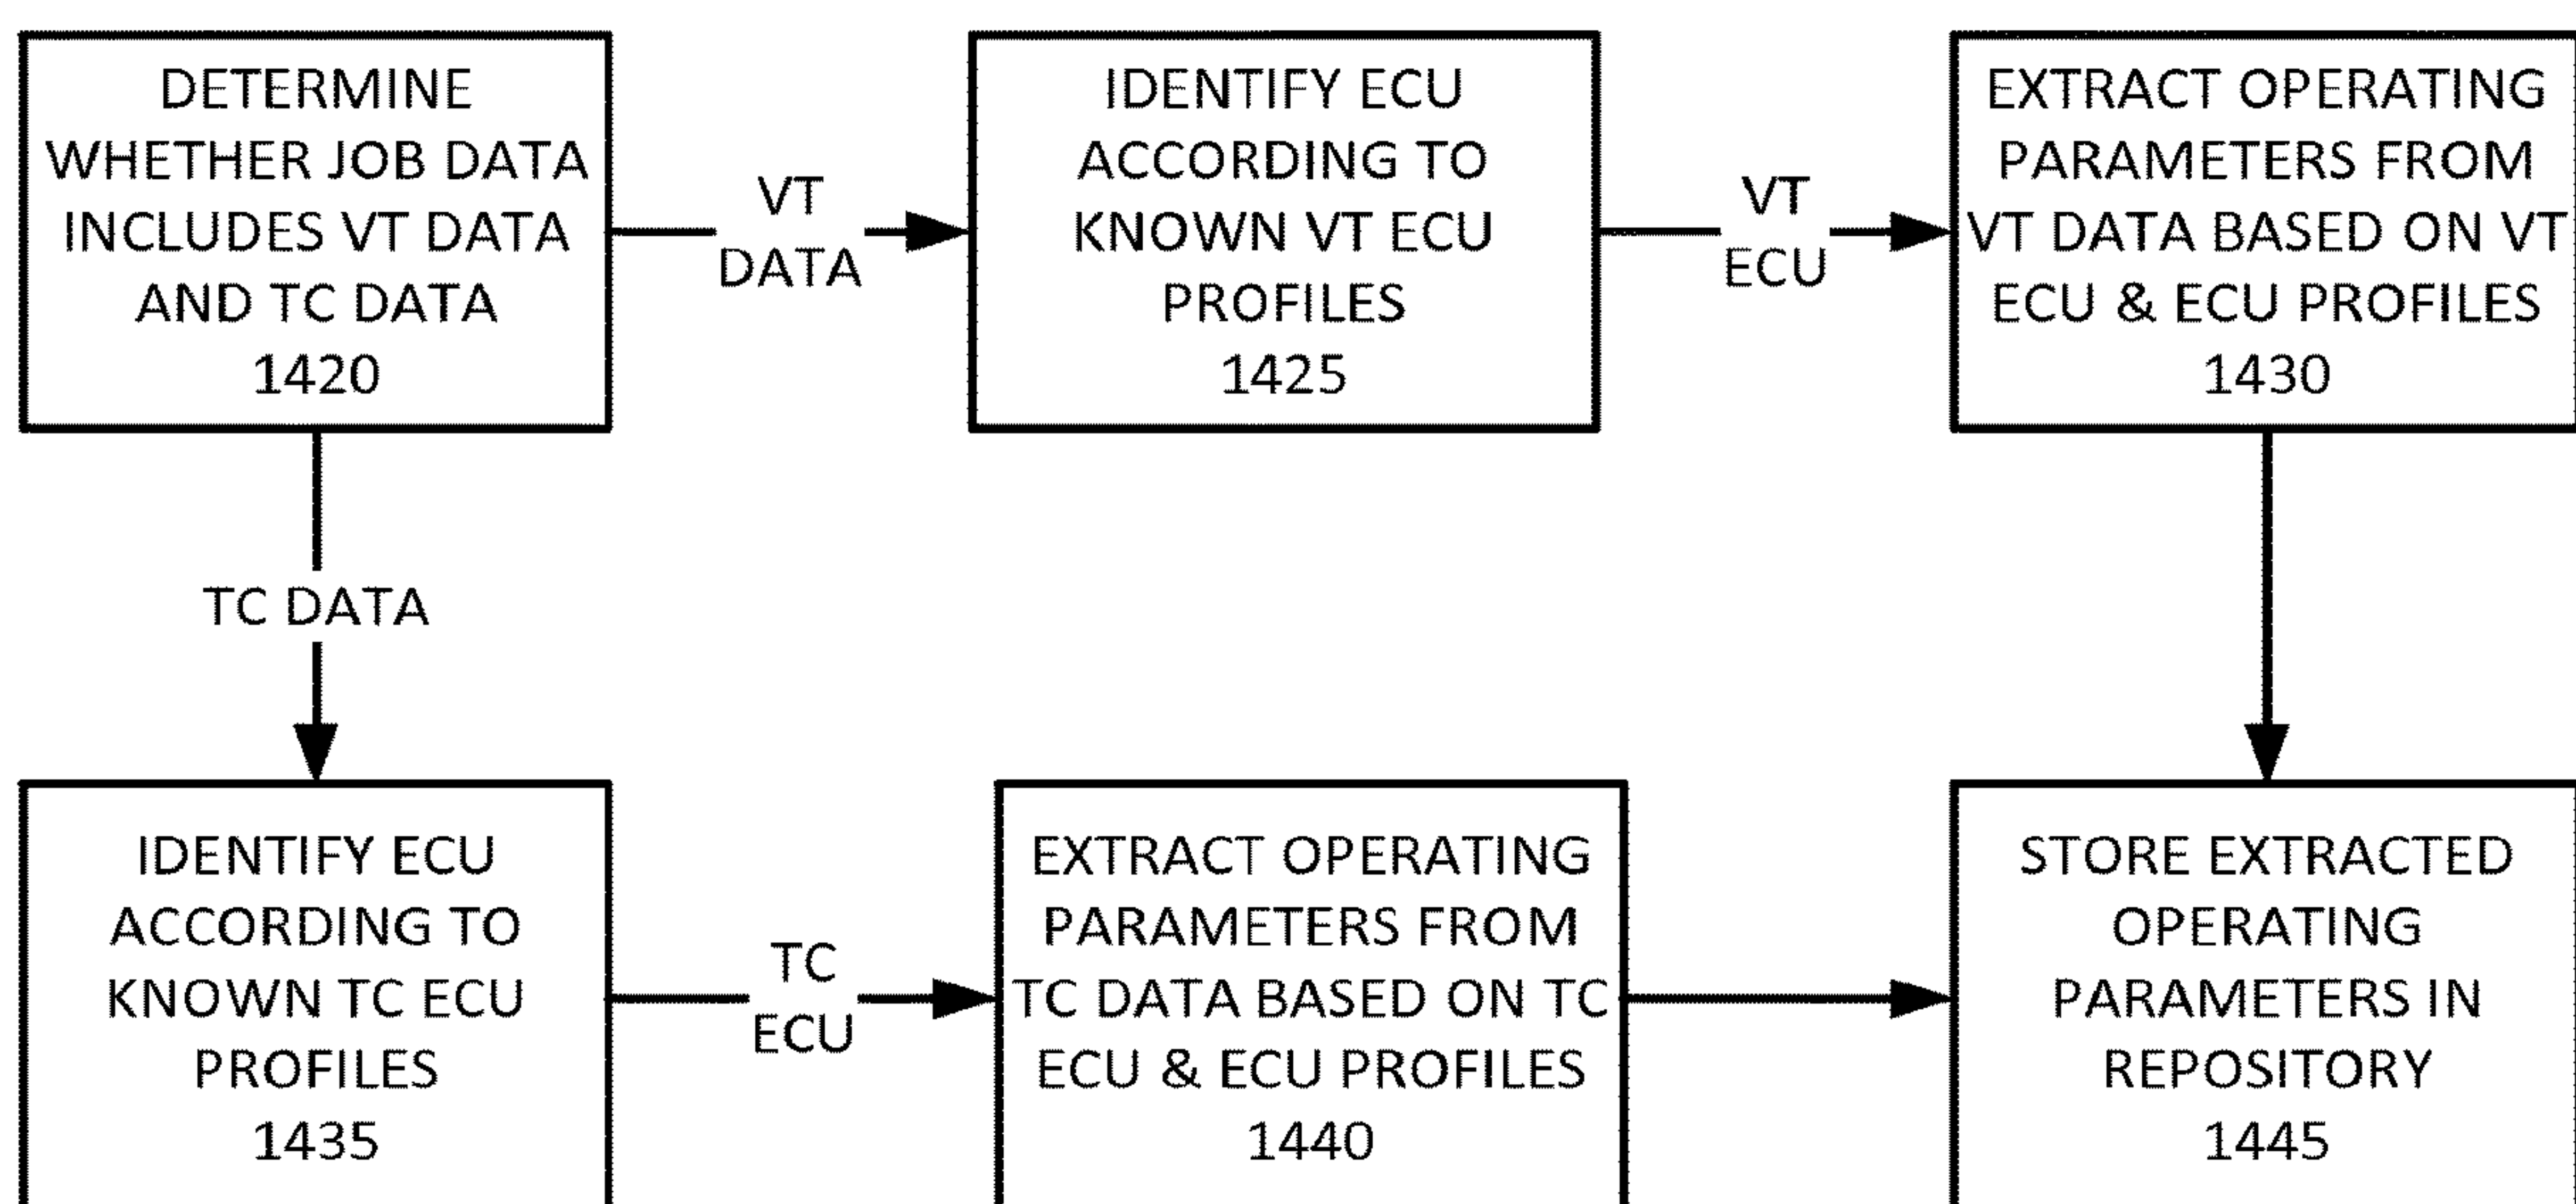 DETERMINE
WHETHER JOB DATA
INCLUDES VT DATA
AND TC DATA
1420
VT
DATA
IDENTIFY ECU
ACCORDING TO
KNOWN VT ECU
PROFILES
1425
VT
ECU
EXTRACT OPERATING
PARAMETERS FROM
VT DATA BASED ON VT
ECU & ECU PROFILES
1430
TC DATA
IDENTIFY ECU
ACCORDING TO
KNOWN TC ECU
PROFILES
1435
TC
ECU
EXTRACT OPERATING
PARAMETERS FROM
TC DATA BASED ON TC
ECU & ECU PROFILES
1440
STORE EXTRACTED
OPERATING
PARAMETERS IN
REPOSITORY
1445